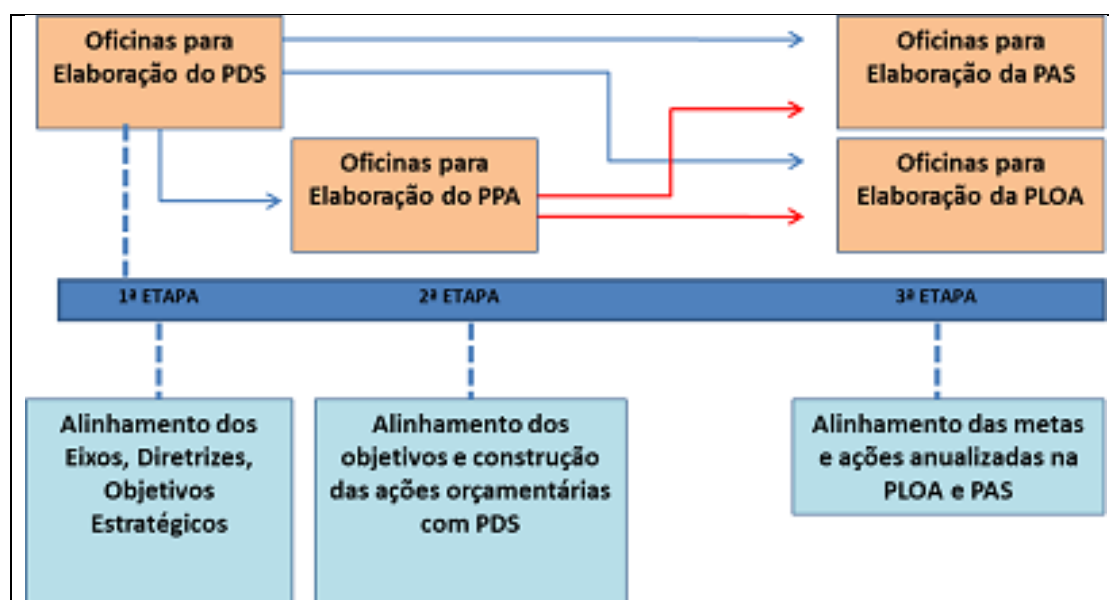 Oficinas para
Elaboração do PDS
Oficinas para
Elaboração da PAS
Oficinas para
Elaboração do PPA
Oficinas para
Elaboração da PLOA
1ª ETAPA
2ª ETAPA
3ª ETAPA
Alinhamento dos
Eixos, Diretrizes,
Objetivos
Estratégicos
Alinhamento dos
objetivos e construção
das ações orçamentárias
com PDS
Alinhamento das metas
e ações anualizadas na
PLOA e PAS